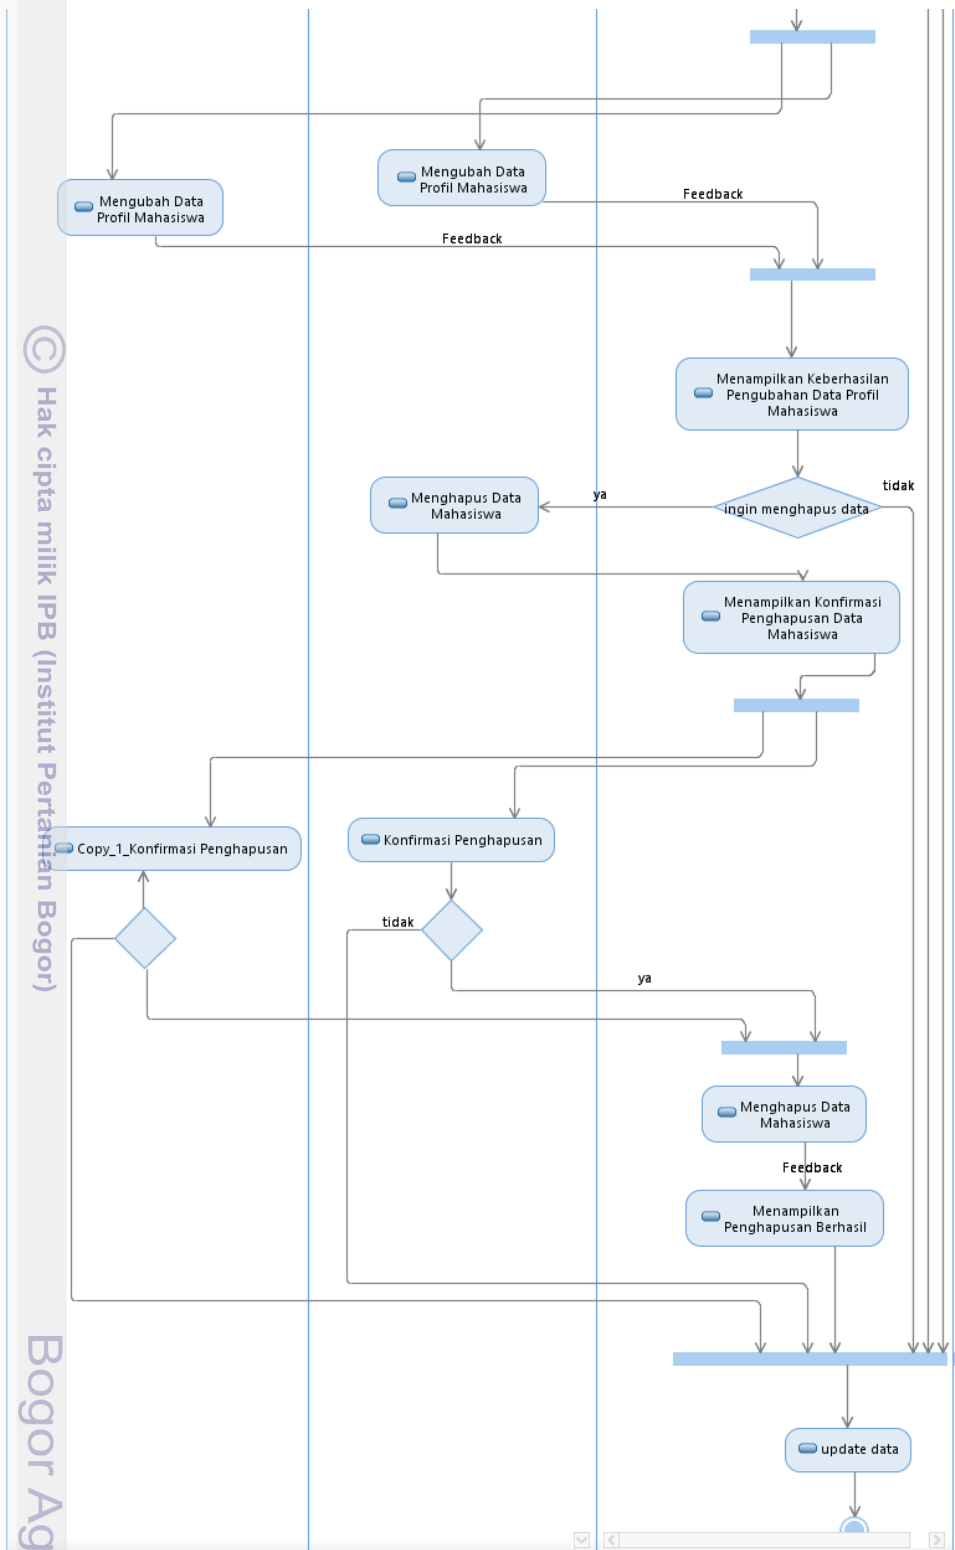 Mengubah Data
Profil Mahasiswa
Feedback
Mengubah Data
Profil Mahasiswa
Feedback
Menampilkan Keberhasilan
Pengubahan Data Profil
Mahasiswa
tidak
ingin menghapus data
ya
Menghapus Data
Mahasiswa
Menampilkan Konfirmasi
Penghapusan Data
Mahasiswa
Konfirmasi Penghapusan
Copy_1_Konfirmasi Penghapusan
tidak
ya
Menghapus Data
Mahasiswa
Feedback
Menampilkan
Penghapusan Berhasil
update data
© Hak cipta milik IPB (Institut Pertanian Bogor)
Bogor Ag